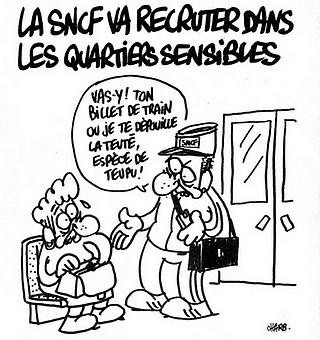 LA SNCF VA RECRUTER DANS
LES QUARTIERS SENSIBLES
VAS-Y! TON
BILLET DE TRAIN
OU JE TE DÉROUILLE
LA TEUTÉ,
ESPÈCE DE
TEUPU!
SNCF
CHARB.